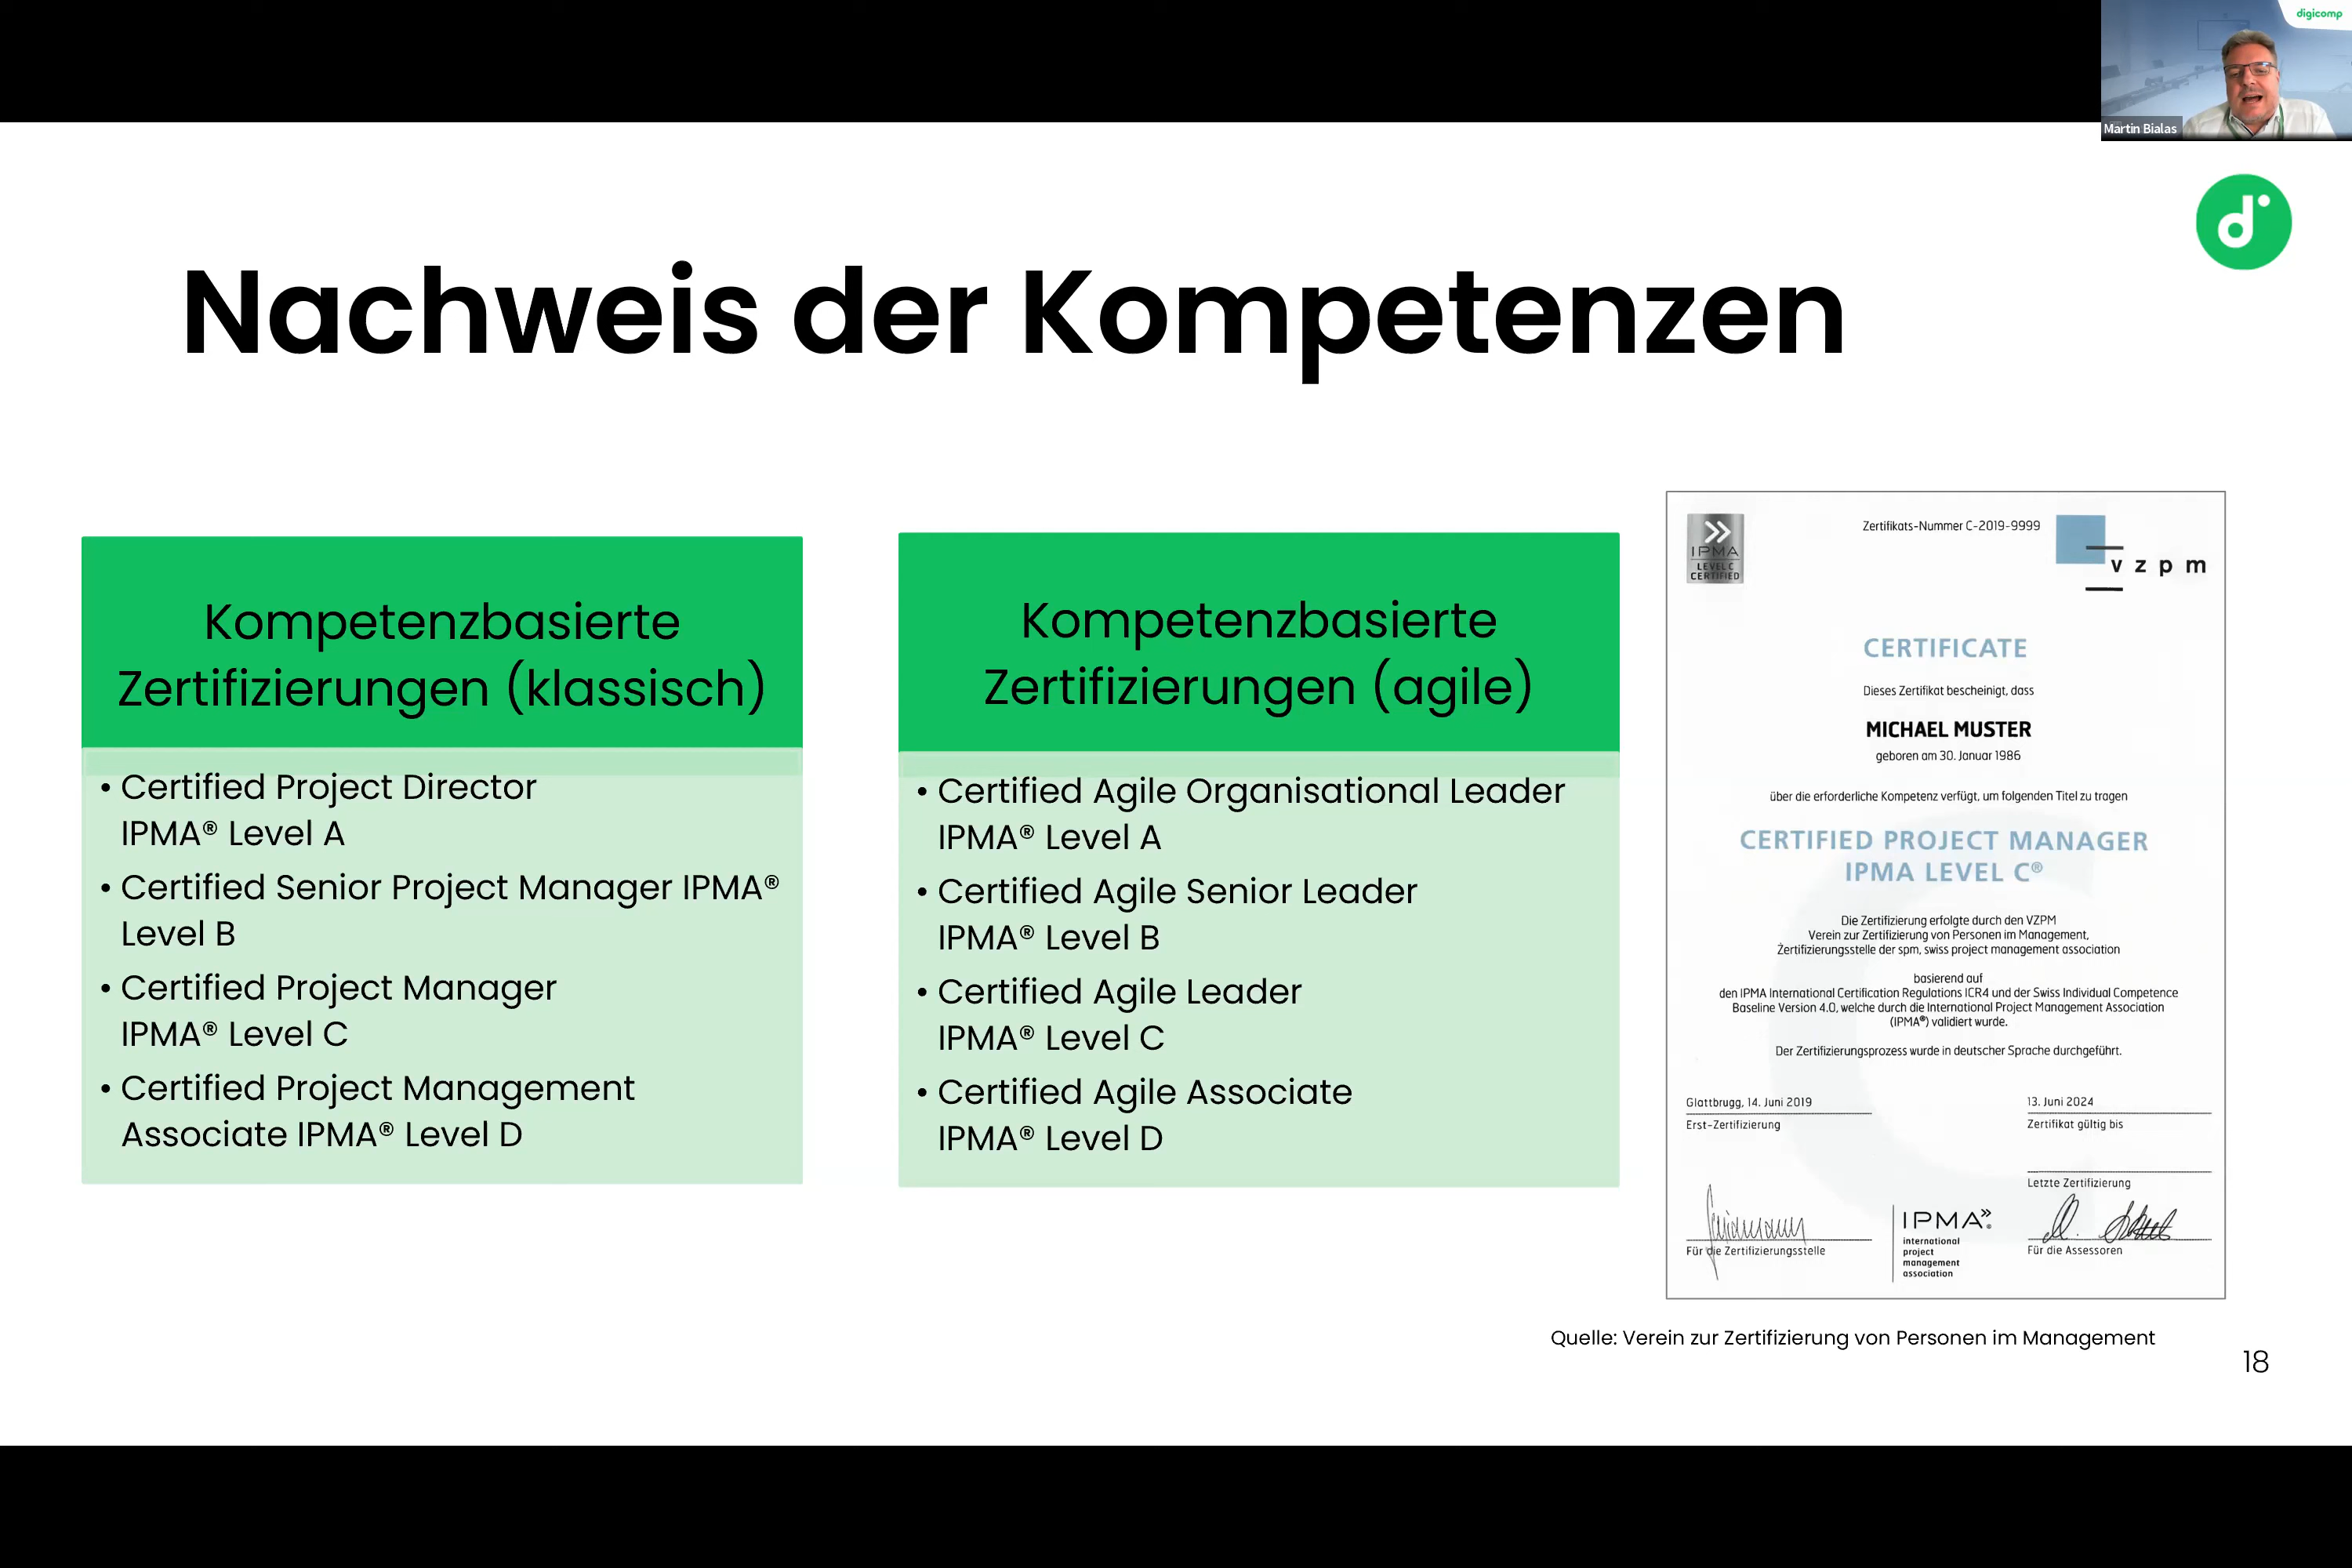 digicomp
Martin Bialas
d
Nachweis der Kompetenzen
Kompetenzbasierte
Zertifizierungen (klassisch)
• Certified Project Director
IPMA® Level A
• Certified Senior Project Manager IPMA®
Level B
• Certified Project Manager
IPMA® Level C
• Certified Project Management
Associate IPMA® Level D
Kompetenzbasierte
Zertifizierungen (agile)
• Certified Agile Organisational Leader
IPMA® Level A
• Certified Agile Senior Leader
IPMA® Level B
• Certified Agile Leader
IPMA® Level C
• Certified Agile Associate
IPMA® Level D
IPMA
LEVEL C
CERTIFIED
Zertifikats-Nummer C-2019-9999
vzpm
CERTIFICATE
Dieses Zertifikat bescheinigt, dass
MICHAEL MUSTER
geboren am 30. Januar 1986
über die erforderliche Kompetenz verfügt, um folgenden Titel zu tragen
CERTIFIED PROJECT MANAGER
IPMA LEVEL C®
Die Zertifizierung erfolgte durch den VZPM
Verein zur Zertifizierung von Personen im Management,
Zertifizierungsstelle der spm, swiss project management association
basierend auf
den IPMA International Certification Regulations ICR4 und der Swiss Individual Competence
Baseline Version 4.0, welche durch die International Project Management Association
(IPMA®) validiert wurde.
Der Zertifizierungsprozess wurde in deutscher Sprache durchgeführt.
Glattbrugg, 14. Juni 2019
Erst-Zertifizierung
13. Juni 2024
Zertifikat gültig bis
Letzte Zertifizierung
Für die Zertifizierungsstelle
IPMA®
international
project
management
association
Für die Assessoren
Quelle: Verein zur Zertifizierung von Personen im Management
18